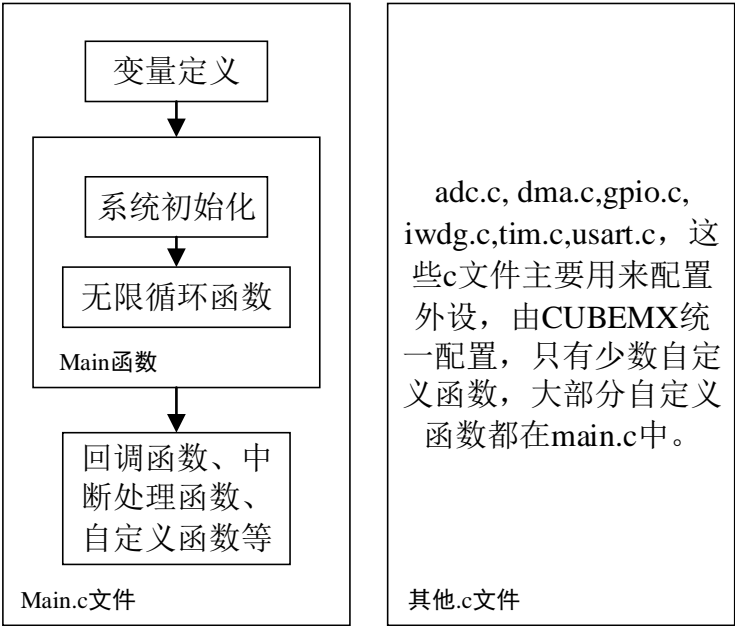 变量定义
系统初始化
无限循环函数
Main函数
回调函数、中
断处理函数、
自定义函数等
Main.c文件
adc.c, dma.c,gpio.c,
iwdg.c,tim.c,usart.c，这
些c文件主要用来配置
外设，由CUBEMX统
一配置，只有少数自定
义函数，大部分自定义
函数都在main.c中。
其他.c文件